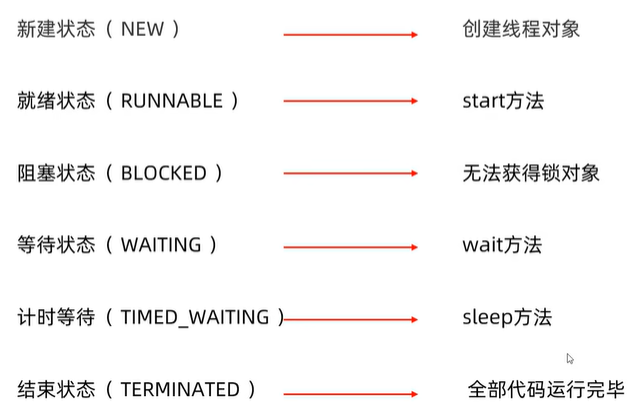 新建状态（ NEW ） 创建线程对象
就绪状态（ RUNNABLE ） start方法
阻塞状态（ BLOCKED ） 无法获得锁对象
等待状态（ WAITING ） wait方法
计时等待（ TIMED_WAITING ） sleep方法
结束状态（ TERMINATED ） 全部代码运行完毕